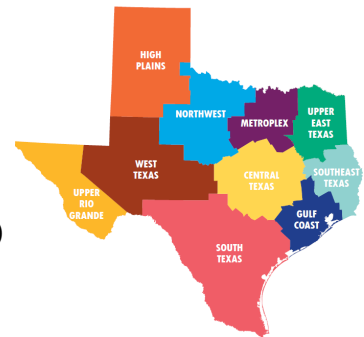 HIGH
PLAINS
NORTHWEST
METROPLEX
UPPER
EAST
TEXAS
WEST
TEXAS
CENTRAL
TEXAS
SOUTHEAST
TEXAS
UPPER
RIO
GRANDE
GULF
COAST
SOUTH
TEXAS
)